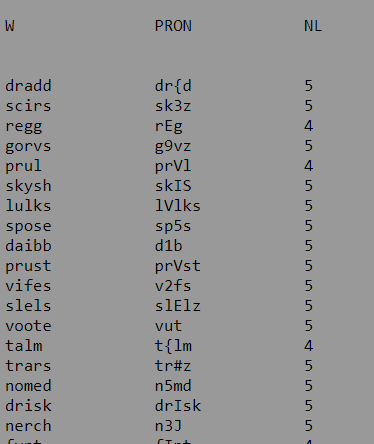 W PRON NL
dradd dr{d 5
scirs sk3z 5
regg rEg 4
gorvs g9vz 5
prul prVl 4
skysh skIS 5
lulks lVlks 5
spose sp5s 5
daibb d1b 5
prust prVst 5
vifes v2fs 5
slels slElz 5
voote vut 5
talm t{lm 4
trars tr#z 5
nomed n5md 5
drisk drIsk 5
nerch n3J 5